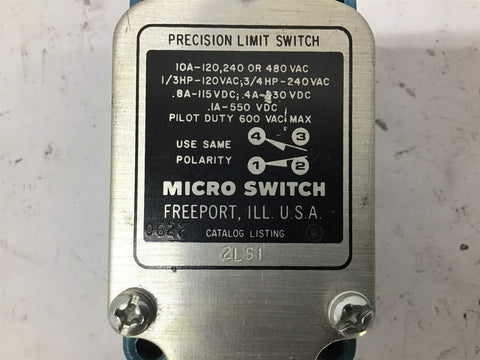 PRECISION LIMIT SWITCH
10A-120,240 OR 480 VAC
1/3HP-120VAC; 3/4HP-240VAC
.8A-115VDC; .4A-230VDC
.1A-550 VDC
PILOT DUTY 600 VAC MAX
4 3
USE SAME
POLARITY
1 2
MICRO SWITCH
FREEPORT, ILL. U.S.A.
CATALOG LISTING
2LS1